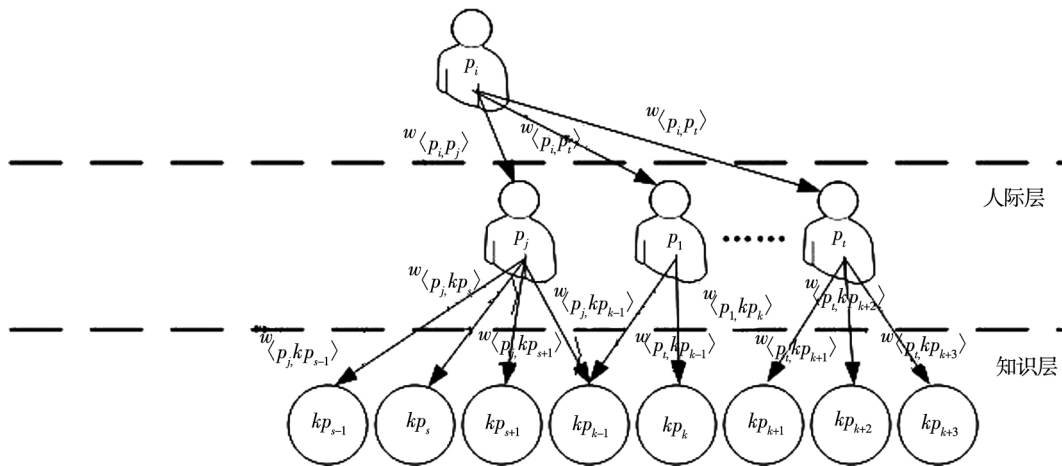 p_i
w⟨p_i,p_j⟩
w⟨p_i,p_t⟩
w⟨p_i,p_t⟩
人际层
p_j
p_1
……
p_t
w⟨p_j,kp_s⟩
w⟨p_j,kp_{k-1}⟩
w⟨p_1,kp_k⟩
w⟨p_t,kp_{k+2}⟩
w⟨p_j,kp_{s-1}⟩
w⟨p_j,kp_{s+1}⟩
w⟨p_t,kp_{k-1}⟩
w⟨p_t,kp_{k+1}⟩
w⟨p_t,kp_{k+3}⟩
知识层
kp_{s-1} kp_s kp_{s+1} kp_{k-1} kp_k kp_{k+1} kp_{k+2} kp_{k+3}